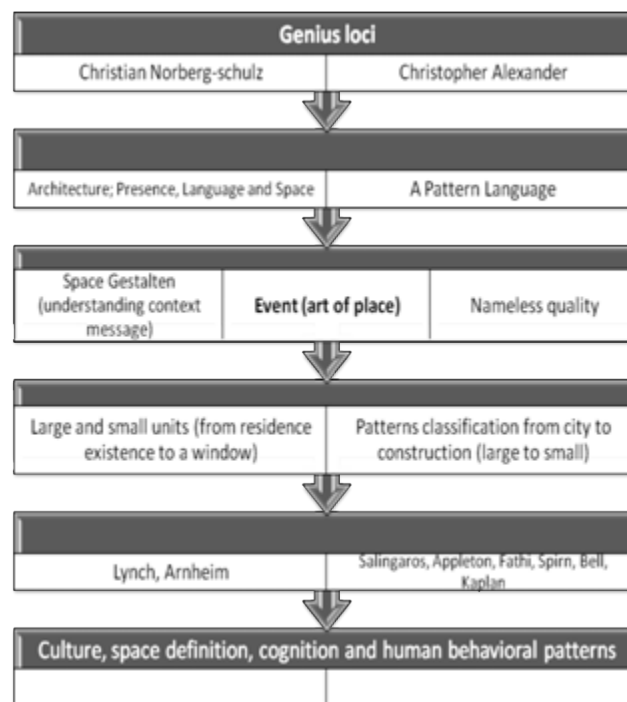 Genius loci
Christian Norberg-schulz
Christopher Alexander
Architecture; Presence, Language and Space
A Pattern Language
Space Gestalten
(understanding context
message)
Event (art of place)
Nameless quality
Large and small units (from residence
existence to a window)
Patterns classification from city to
construction (large to small)
Lynch, Arnheim
Salingaros, Appleton, Fathi, Spirn, Bell,
Kaplan
Culture, space definition, cognition and human behavioral patterns